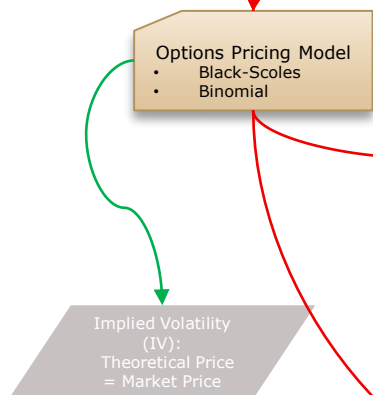 Options Pricing Model
• Black-Scoles
• Binomial
Implied Volatility
(IV):
Theoretical Price
= Market Price